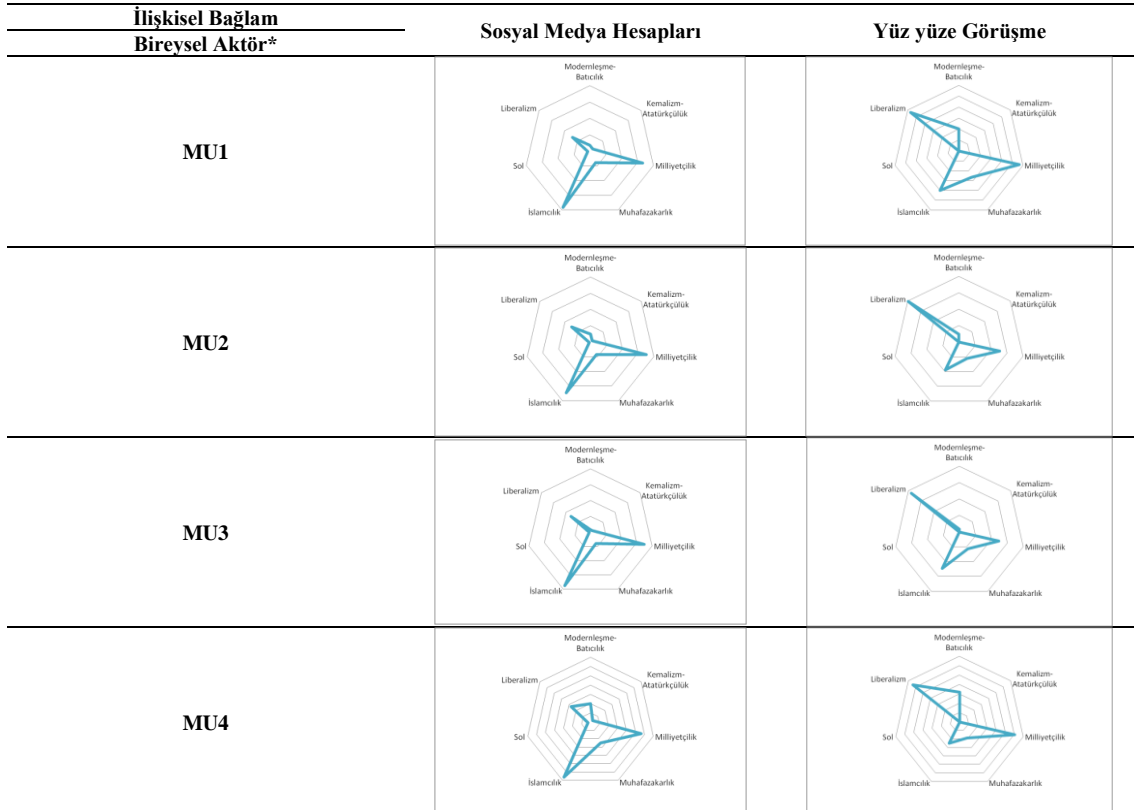 İlişkisel Bağlam
Bireysel Aktör*
Sosyal Medya Hesapları
Yüz yüze Görüşme
MU1
Modernleşme-
Batıcılık
Kemalizm-
Atatürkçülük
Milliyetçilik
Muhafazakarlık
İslamcılık
Sol
Liberalizm
Modernleşme-
Batıcılık
Kemalizm-
Atatürkçülük
Milliyetçilik
Muhafazakarlık
İslamcılık
Sol
Liberalizm
MU2
Modernleşme-
Batıcılık
Kemalizm-
Atatürkçülük
Milliyetçilik
Muhafazakarlık
İslamcılık
Sol
Liberalizm
Modernleşme-
Batıcılık
Kemalizm-
Atatürkçülük
Milliyetçilik
Muhafazakarlık
İslamcılık
Sol
Liberalizm
MU3
Modernleşme-
Batıcılık
Kemalizm-
Atatürkçülük
Milliyetçilik
Muhafazakarlık
İslamcılık
Sol
Liberalizm
Modernleşme-
Batıcılık
Kemalizm-
Atatürkçülük
Milliyetçilik
Muhafazakarlık
İslamcılık
Sol
Liberalizm
MU4
Modernleşme-
Batıcılık
Kemalizm-
Atatürkçülük
Milliyetçilik
Muhafazakarlık
İslamcılık
Sol
Liberalizm
Modernleşme-
Batıcılık
Kemalizm-
Atatürkçülük
Milliyetçilik
Muhafazakarlık
İslamcılık
Sol
Liberalizm